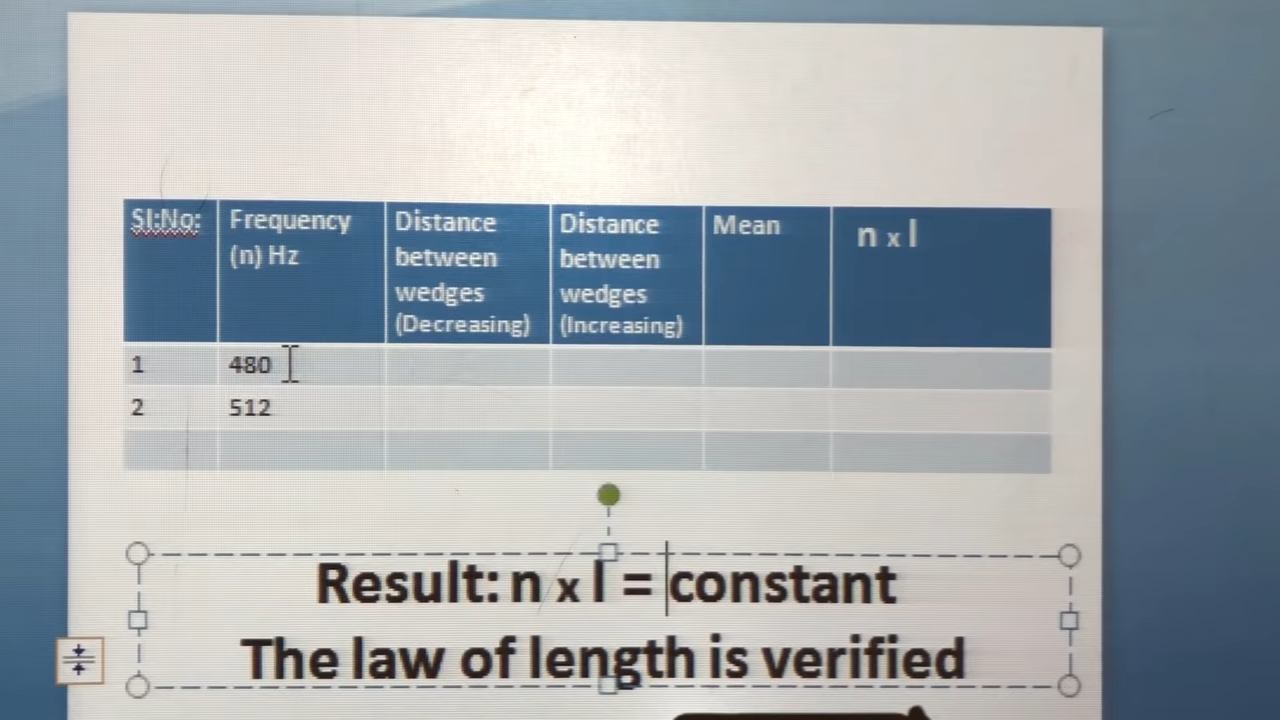 Sl:No: Frequency (n) Hz Distance between wedges (Decreasing) Distance between wedges (Increasing) Mean n x l
1 480
2 512
Result: n x l = constant
The law of length is verified